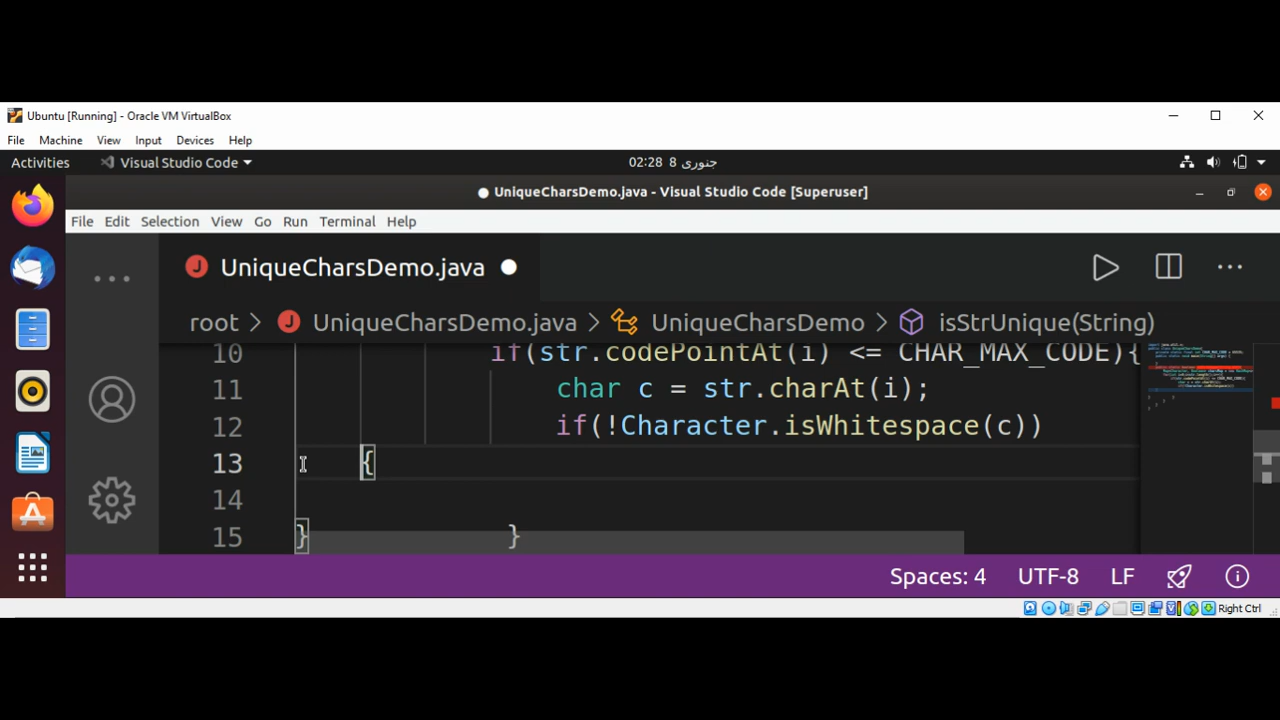 Ubuntu [Running] - Oracle VM VirtualBox
File Machine View Input Devices Help
Activities Visual Studio Code 02:28 8 جنوری
UniqueCharsDemo.java - Visual Studio Code [Superuser]
File Edit Selection View Go Run Terminal Help
J UniqueCharsDemo.java
root > J UniqueCharsDemo.java > UniqueCharsDemo > isStrUnique(String)
10 if(str.codePointAt(i) <= CHAR_MAX_CODE){
11 char c = str.charAt(i);
12 if(!Character.isWhitespace(c))
13 {
14
15 } }
Spaces: 4 UTF-8 LF
Right Ctrl